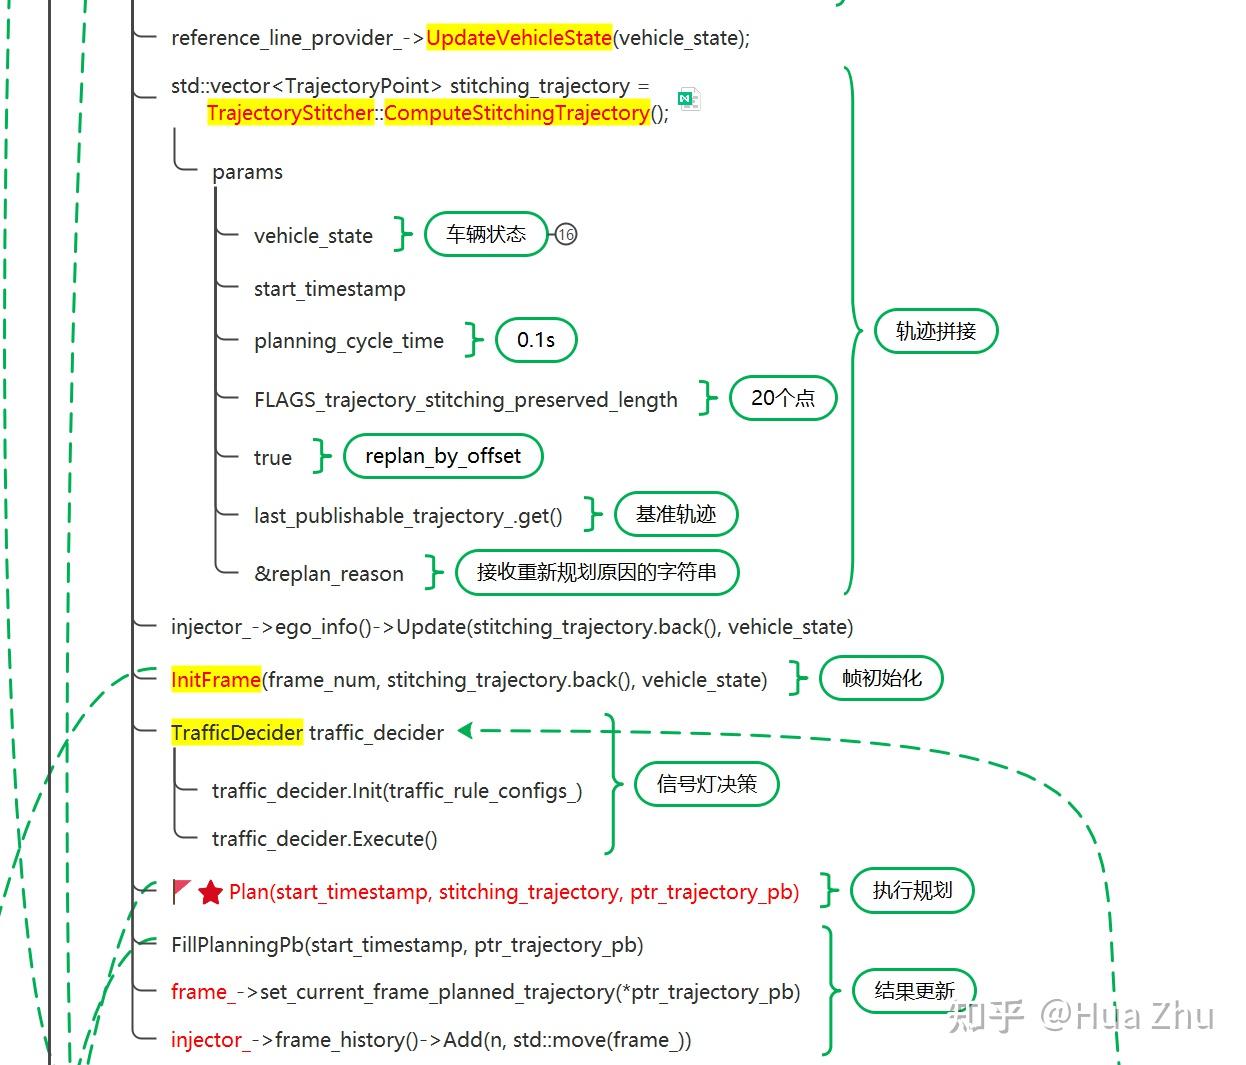 reference_line_provider_->UpdateVehicleState(vehicle_state);
std::vector<TrajectoryPoint> stitching_trajectory =
TrajectoryStitcher::ComputeStitchingTrajectory();
params
vehicle_state
车辆状态
16
start_timestamp
planning_cycle_time
0.1s
FLAGS_trajectory_stitching_preserved_length
20个点
true
replan_by_offset
last_publishable_trajectory_.get()
基准轨迹
&replan_reason
接收重新规划原因的字符串
轨迹拼接
injector_->ego_info()->Update(stitching_trajectory.back(), vehicle_state)
InitFrame(frame_num, stitching_trajectory.back(), vehicle_state)
帧初始化
TrafficDecider traffic_decider
traffic_decider.Init(traffic_rule_configs_)
traffic_decider.Execute()
信号灯决策
Plan(start_timestamp, stitching_trajectory, ptr_trajectory_pb)
执行规划
FillPlanningPb(start_timestamp, ptr_trajectory_pb)
frame_->set_current_frame_planned_trajectory(*ptr_trajectory_pb)
injector_->frame_history()->Add(n, std::move(frame_))
结果更新
知乎 @Hua Zhu